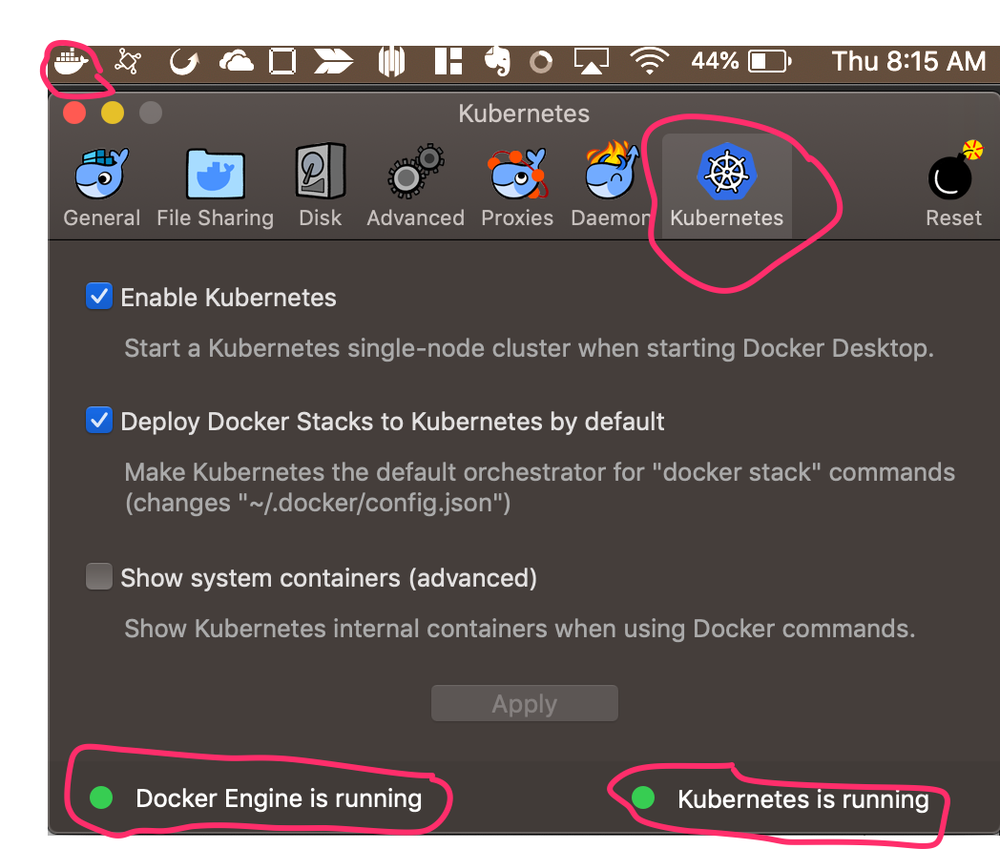 44% Thu 8:15 AM
Kubernetes
General File Sharing Disk Advanced Proxies Daemon Kubernetes Reset
Enable Kubernetes
Start a Kubernetes single-node cluster when starting Docker Desktop.
Deploy Docker Stacks to Kubernetes by default
Make Kubernetes the default orchestrator for "docker stack" commands
(changes "~/.docker/config.json")
Show system containers (advanced)
Show Kubernetes internal containers when using Docker commands.
Apply
Docker Engine is running Kubernetes is running